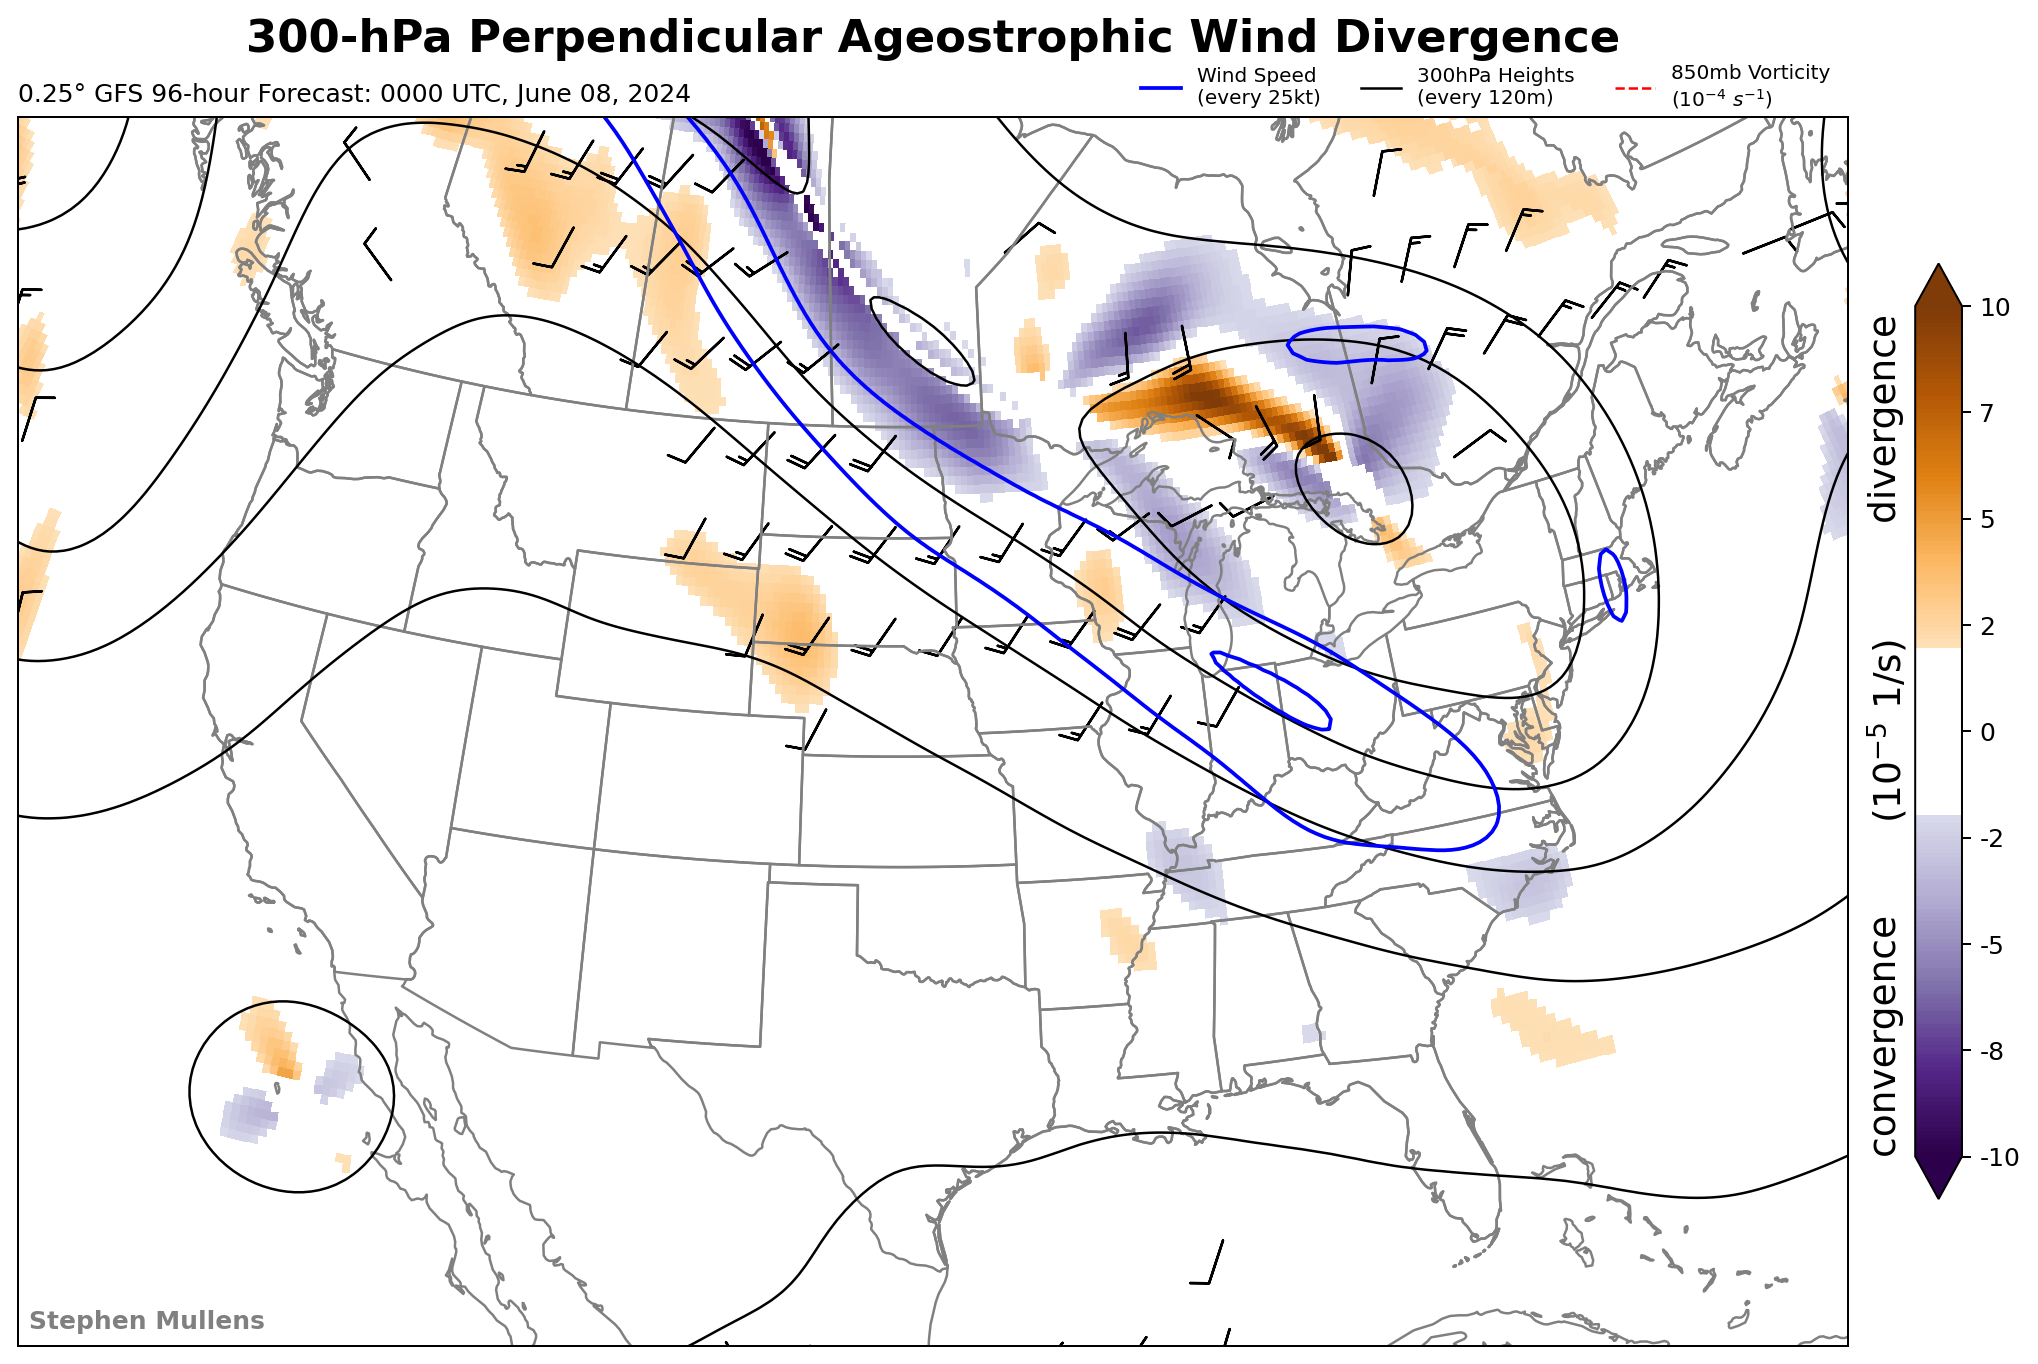 300-hPa Perpendicular Ageostrophic Wind Divergence
0.25° GFS 96-hour Forecast: 0000 UTC, June 08, 2024
Wind Speed
(every 25kt)
300hPa Heights
(every 120m)
850mb Vorticity
(10⁻⁴ s⁻¹)
10
7
5
2
0
-2
-5
-8
-10
convergence (10⁻⁵ 1/s) divergence
Stephen Mullens